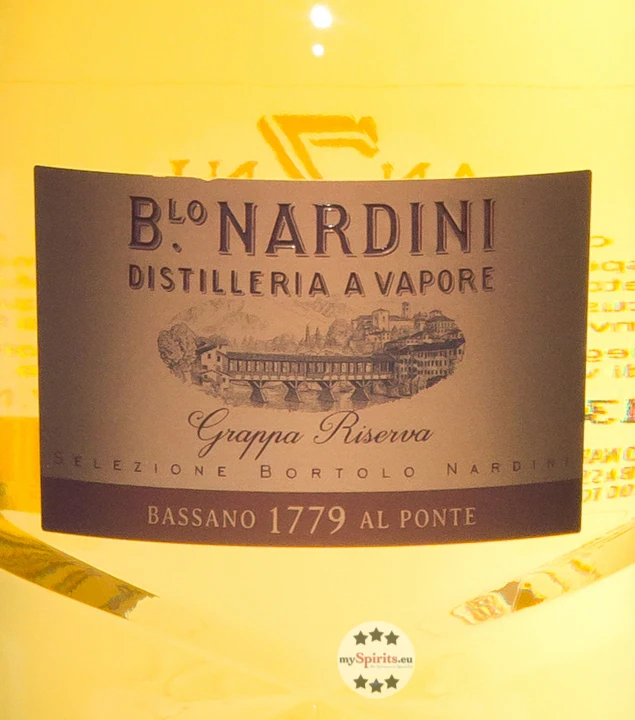 B.LO NARDINI
DISTILLERIA A VAPORE
Grappa Riserva
SELEZIONE BORTOLO NARDINI
BASSANO 1779 AL PONTE
mySpirits.eu